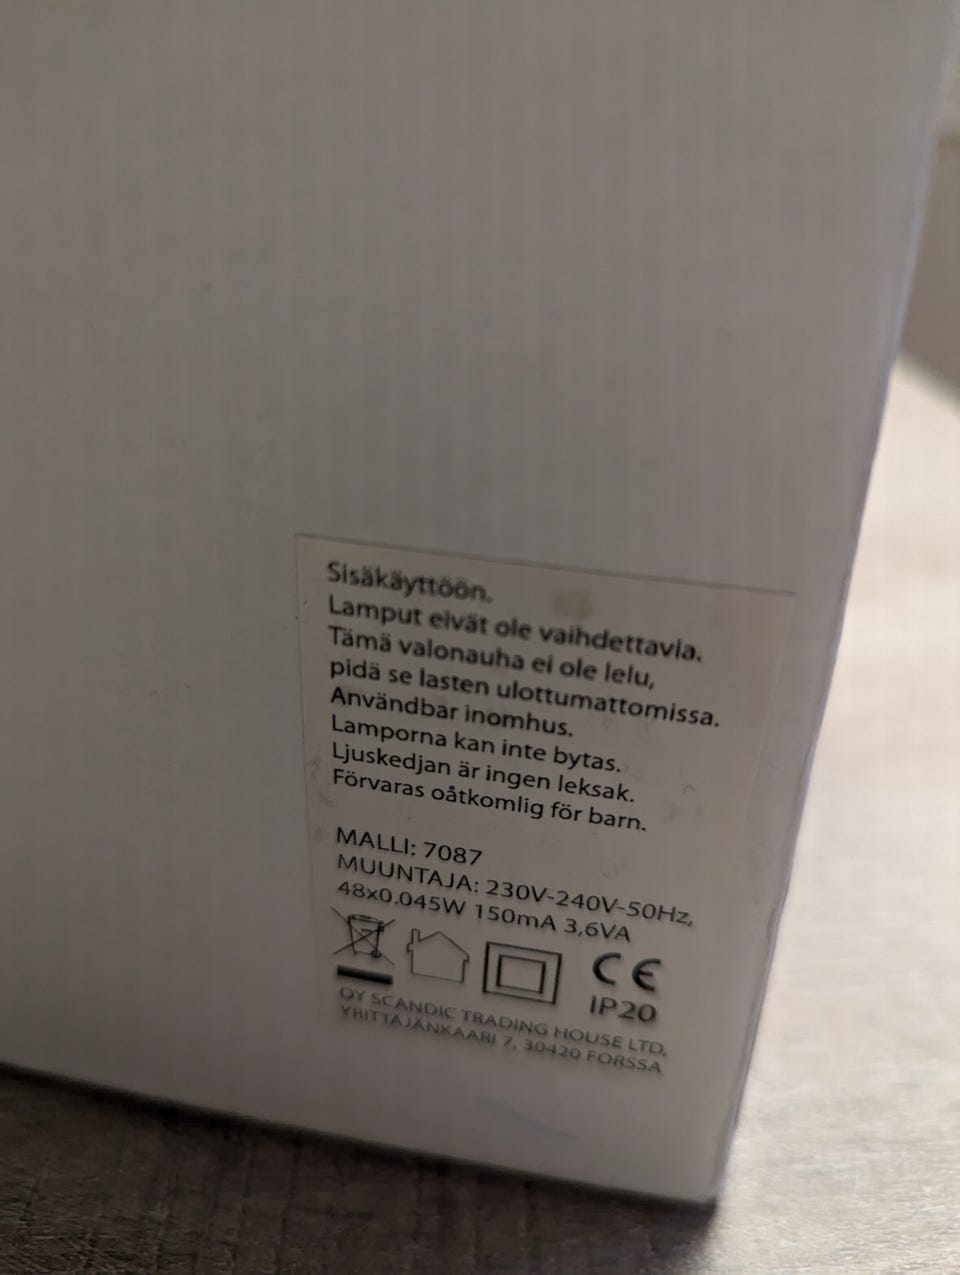 Sisäkäyttöön.
Lamput eivät ole vaihdettavia.
Tämä valonauha ei ole lelu,
pidä se lasten ulottumattomissa.
Användbar inomhus.
Lamporna kan inte bytas.
Ljuskedjan är ingen leksak.
Förvaras oåtkomlig för barn.
MALLI: 7087
MUUNTAJA: 230V-240V-50Hz,
48x0.045W 150mA 3,6VA
CE
IP20
OY SCANDIC TRADING HOUSE LTD.
YRITTÄJÄNKAARI 7, 30420 FORSSA